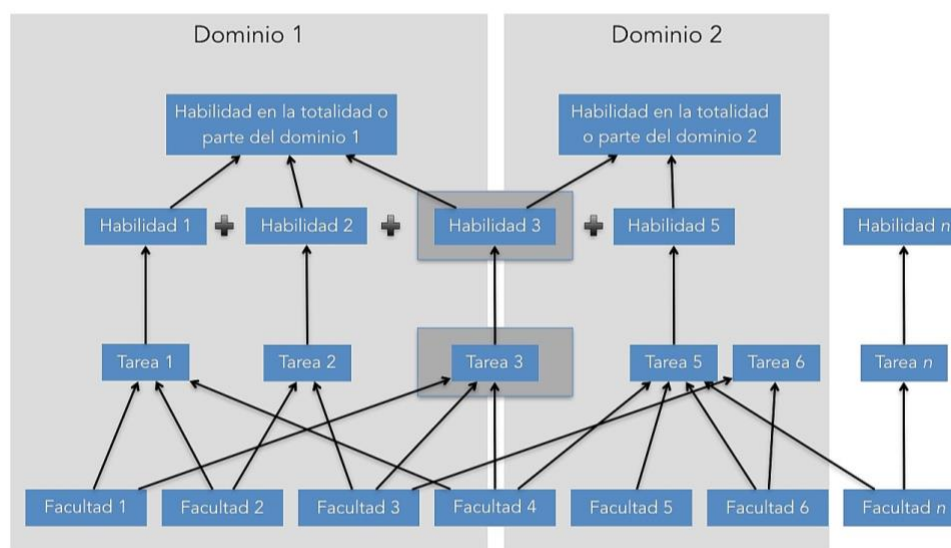 Dominio 1
Dominio 2
Habilidad en la totalidad o
parte del dominio 1
Habilidad en la totalidad
o parte del dominio 2
Habilidad 1
Habilidad 2
Habilidad 3
Habilidad 5
Habilidad n
Tarea 1
Tarea 2
Tarea 3
Tarea 5
Tarea 6
Tarea n
Facultad 1
Facultad 2
Facultad 3
Facultad 4
Facultad 5
Facultad 6
Facultad n